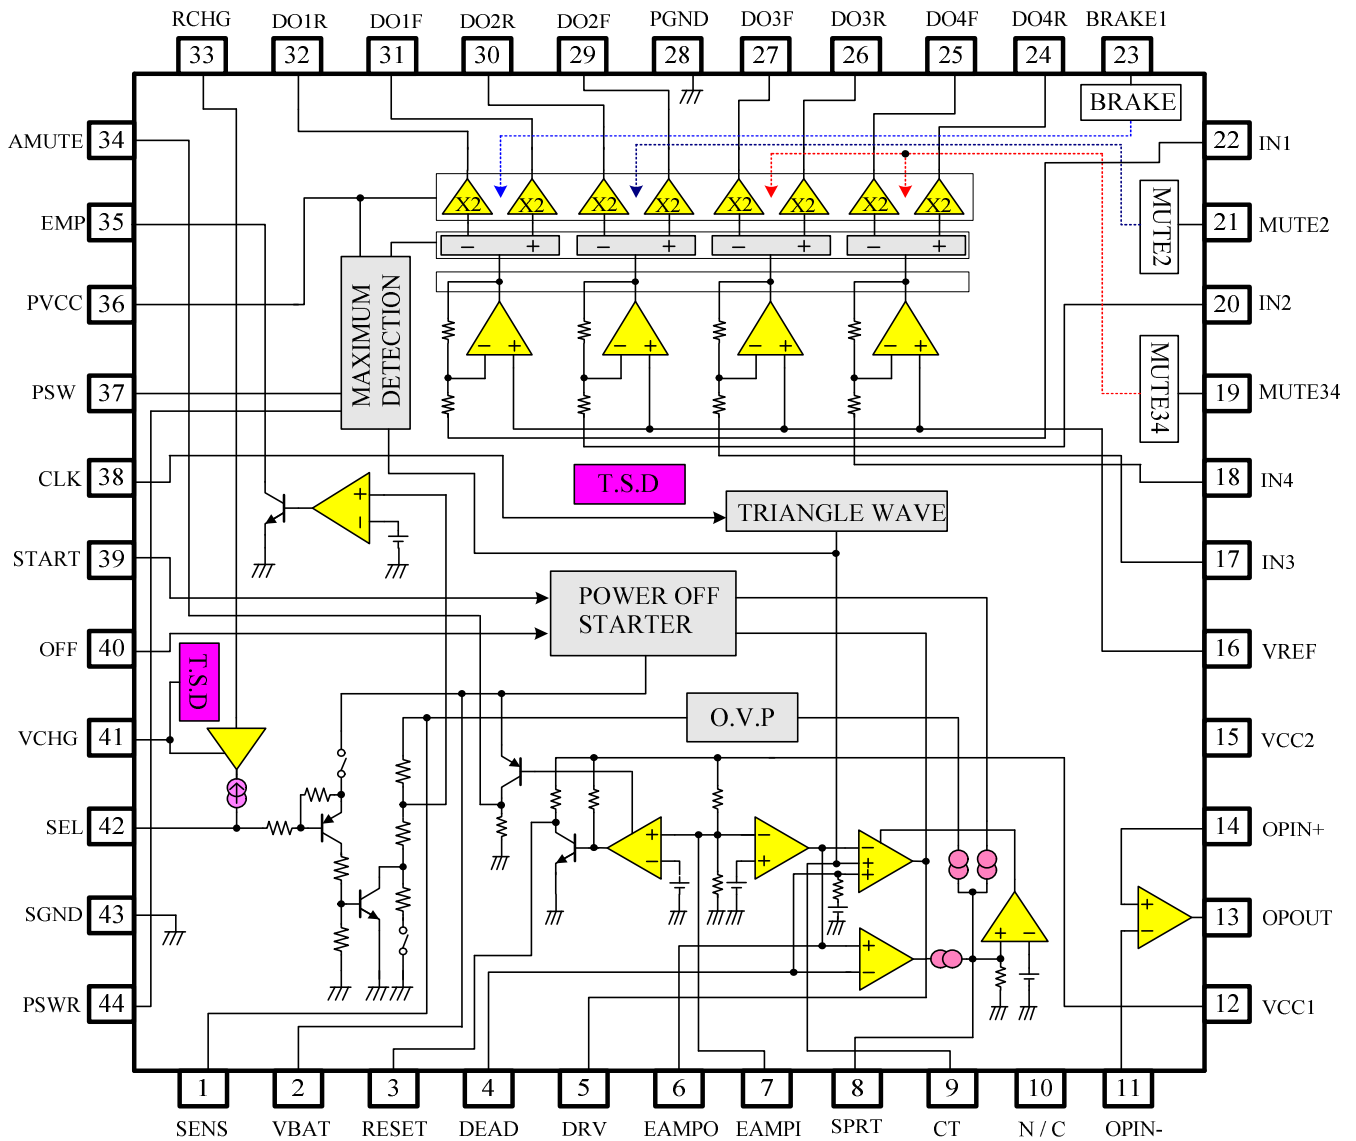 RCHG DO1R DO1F DO2R DO2F PGND DO3F DO3R DO4F DO4R BRAKE1
33 32 31 30 29 28 27 26 25 24 23
BRAKE
AMUTE 34
22 IN1
X2 X2 X2 X2 X2 X2 X2 X2
EMP 35
MUTE2
21 MUTE2
− + − + − + − +
PVCC 36
MAXIMUM
DETECTION
20 IN2
− + − + − + − +
PSW 37
MUTE34
19 MUTE34
CLK 38
T.S.D
18 IN4
+
−
TRIANGLE WAVE
START 39
17 IN3
POWER OFF
STARTER
OFF 40
T.S.D
16 VREF
O.V.P
VCHG 41
15 VCC2
SEL 42
14 OPIN+
+ − − 
− + +
+
SGND 43
+
−
13 OPOUT
+ −
+
−
PSWR 44
12 VCC1
1 2 3 4 5 6 7 8 9 10 11
SENS VBAT RESET DEAD DRV EAMPO EAMPI SPRT CT N / C OPIN-